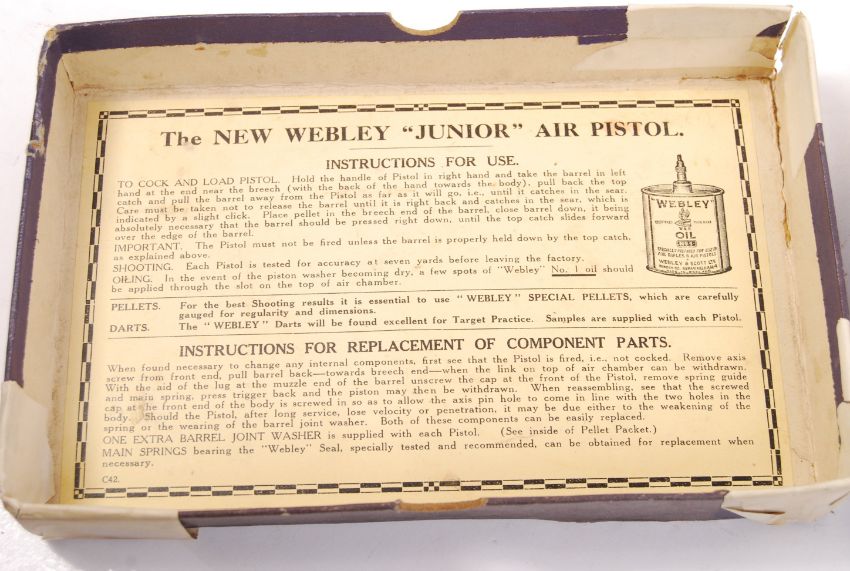 The NEW WEBLEY "JUNIOR" AIR PISTOL.
INSTRUCTIONS FOR USE.
TO COCK AND LOAD PISTOL. Hold the handle of Pistol in right hand and take the barrel in left
hand at the end near the breech (with the back of the hand towards the body), pull back the top
catch and pull the barrel away from the Pistol as far as it will go, i.e., until it catches in the sear.
Care must be taken not to release the barrel until it is right back and catches in the sear, which is
indicated by a slight click. Place pellet in the breech end of the barrel, close barrel down, it being
absolutely necessary that the barrel should be pressed right down, until the top catch slides forward
over the edge of the barrel.
IMPORTANT. The Pistol must not be fired unless the barrel is properly held down by the top catch,
as explained above.
SHOOTING. Each Pistol is tested for accuracy at seven yards before leaving the factory.
OILING. In the event of the piston washer becoming dry, a few spots of "Webley" No. 1 oil should
be applied through the slot on the top of air chamber.
"WEBLEY"
OIL
WEBLEY & SCOTT LTD
PELLETS. For the best Shooting results it is essential to use "WEBLEY" SPECIAL PELLETS, which are carefully
gauged for regularity and dimensions.
DARTS. The "WEBLEY" Darts will be found excellent for Target Practice. Samples are supplied with each Pistol.
INSTRUCTIONS FOR REPLACEMENT OF COMPONENT PARTS.
When found necessary to change any internal components, first see that the Pistol is fired, i.e., not cocked. Remove axis
screw from front end, pull barrel back—towards breech end—when the link on top of air chamber can be withdrawn.
With the aid of the lug at the muzzle end of the barrel unscrew the cap at the front of the Pistol, remove spring guide
and main spring, press trigger back and the piston may then be withdrawn. When reassembling, see that the screwed
cap at the front end of the body is screwed in so as to allow the axis pin hole to come in line with the two holes in the
body. Should the Pistol, after long service, lose velocity or penetration, it may be due either to the weakening of the
spring or the wearing of the barrel joint washer. Both of these components can be easily replaced.
ONE EXTRA BARREL JOINT WASHER is supplied with each Pistol. (See inside of Pellet Packet.)
MAIN SPRINGS bearing the "Webley" Seal, specially tested and recommended, can be obtained for replacement when
necessary.
C42.